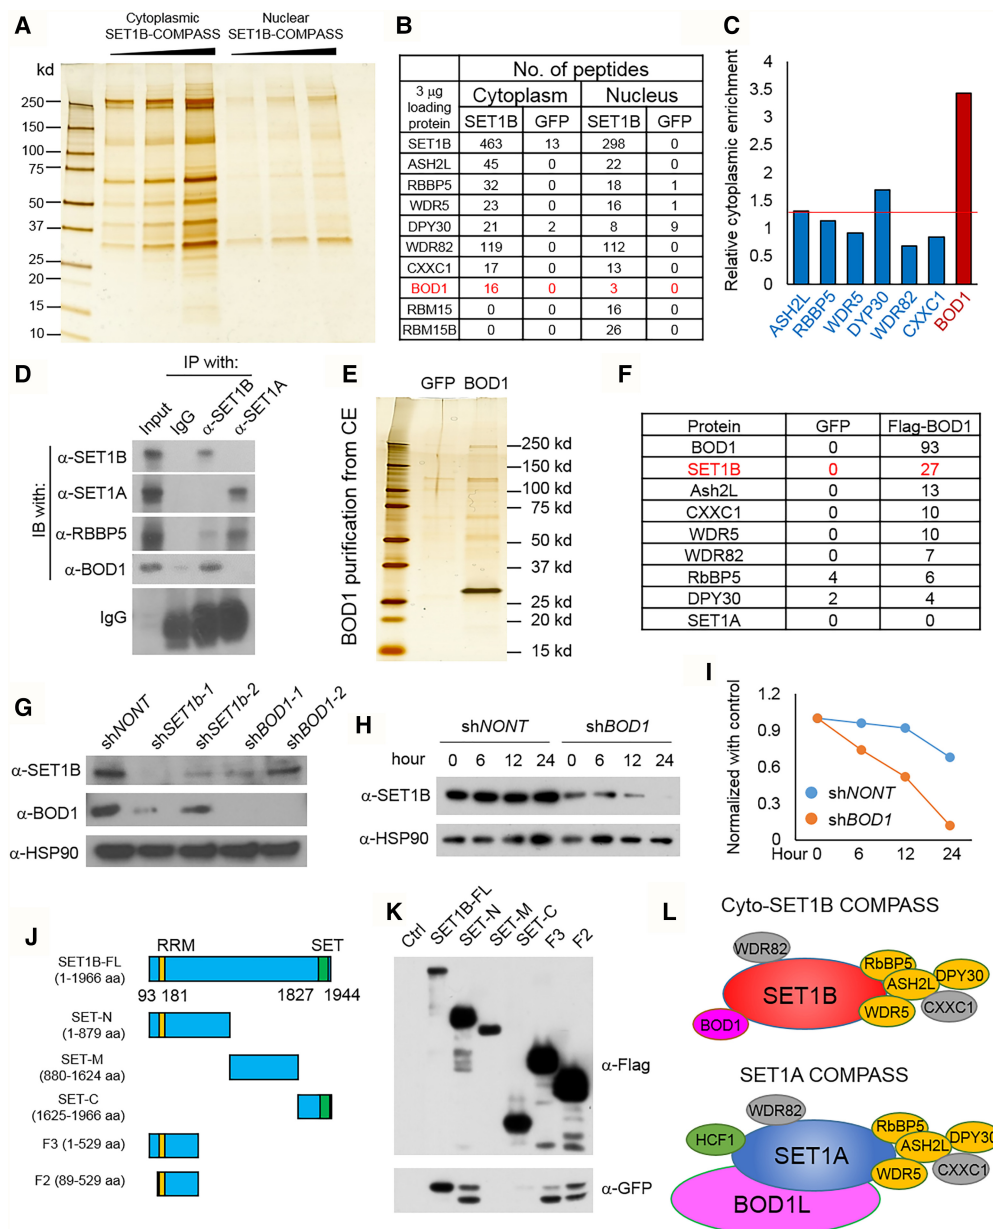 A
Cytoplasmic
SET1B-COMPASS
Nuclear
SET1B-COMPASS
kd
250
150
100
75
50
37
25
20
15
10
B
3 µg loading protein
No. of peptides
Cytoplasm Nucleus
SET1B GFP SET1B GFP
SET1B 463 13 298 0
ASH2L 45 0 22 0
RBBP5 32 0 18 1
WDR5 23 0 16 1
DPY30 21 2 8 9
WDR82 119 0 112 0
CXXC1 17 0 13 0
BOD1 16 0 3 0
RBM15 0 0 16 0
RBM15B 0 0 26 0
C
Relative cytoplasmic enrichment
4
3.5
3
2.5
2
1.5
1
0.5
0
ASH2L
RBBP5
WDR5
DYP30
WDR82
CXXC1
BOD1
D
IP with:
Input
IgG
α-SET1B
α-SET1A
IB with:
α-SET1B
α-SET1A
α-RBBP5
α-BOD1
IgG
E
GFP BOD1
BOD1 purification from CE
250 kd
150 kd
100 kd
75 kd
50 kd
37 kd
25 kd
20 kd
15 kd
F
Protein GFP Flag-BOD1
BOD1 0 93
SET1B 0 27
Ash2L 0 13
CXXC1 0 10
WDR5 0 10
WDR82 0 7
RbBP5 4 6
DPY30 2 4
SET1A 0 0
G
shNONT
shSET1b-1
shSET1b-2
shBOD1-1
shBOD1-2
α-SET1B
α-BOD1
α-HSP90
H
shNONT shBOD1
hour 0 6 12 24 0 6 12 24
α-SET1B
α-HSP90
I
Normalized with control
1.2
0.9
0.6
0.3
0
shNONT
shBOD1
Hour 0 6 12 24
J
RRM SET
SET1B-FL
(1-1966 aa)
93 181 1827 1944
SET-N
(1-879 aa)
SET-M
(880-1624 aa)
SET-C
(1625-1966 aa)
F3 (1-529 aa)
F2 (89-529 aa)
K
Ctrl
SET1B-FL
SET-N
SET-M
SET-C
F3
F2
α-Flag
α-GFP
L
Cyto-SET1B COMPASS
WDR82
RbBP5
DPY30
ASH2L
SET1B
WDR5
CXXC1
BOD1
SET1A COMPASS
WDR82
RbBP5
DPY30
HCF1
ASH2L
SET1A
CXXC1
WDR5
BOD1L